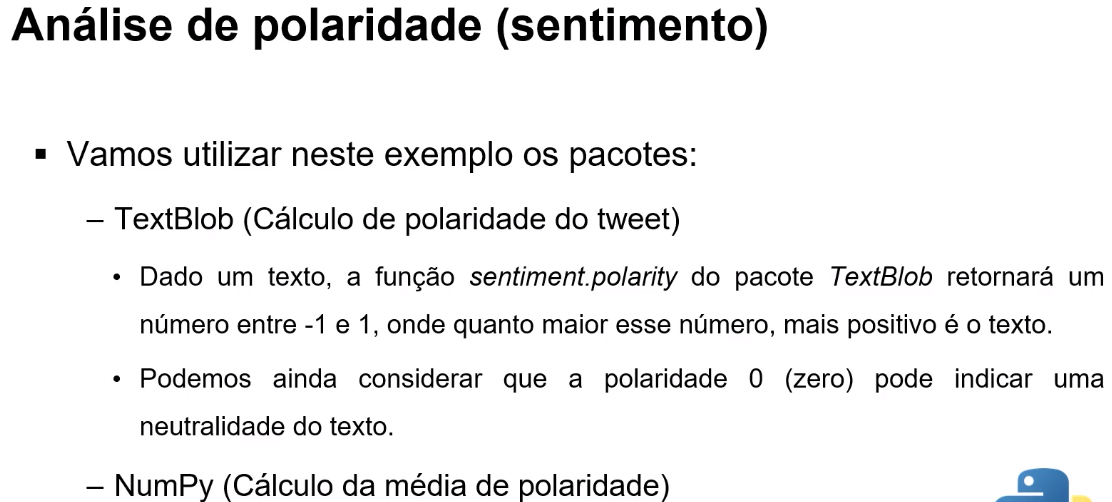 Análise de polaridade (sentimento)
▪ Vamos utilizar neste exemplo os pacotes:
– TextBlob (Cálculo de polaridade do tweet)
• Dado um texto, a função sentiment.polarity do pacote TextBlob retornará um
número entre -1 e 1, onde quanto maior esse número, mais positivo é o texto.
• Podemos ainda considerar que a polaridade 0 (zero) pode indicar uma
neutralidade do texto.
– NumPy (Cálculo da média de polaridade)